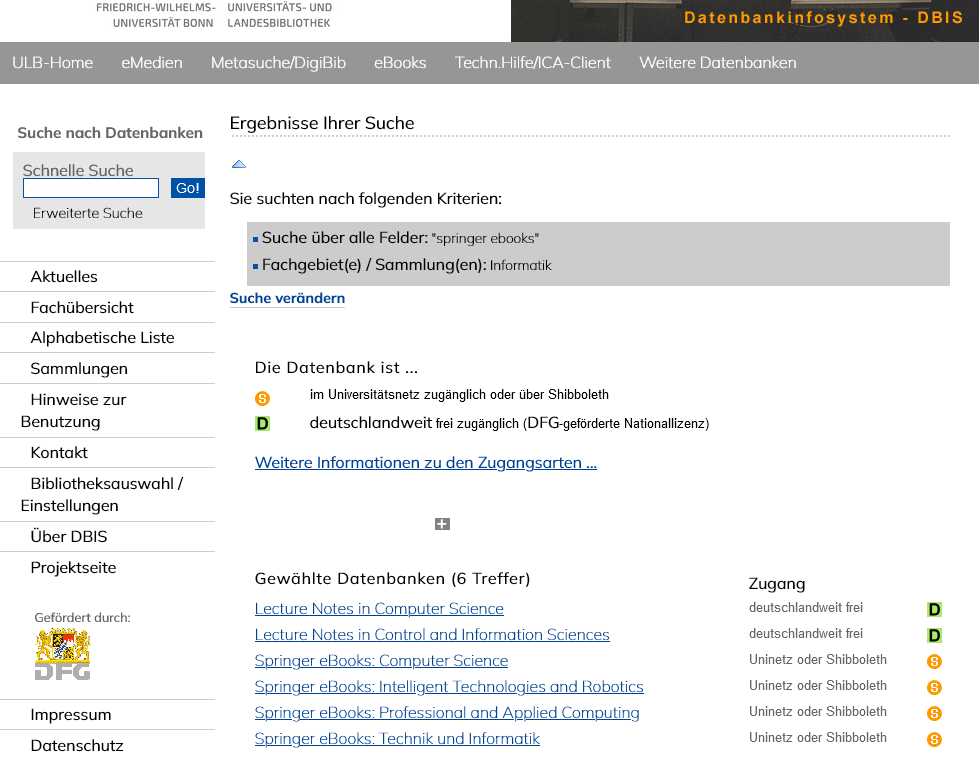 FRIEDRICH-WILHELMS- UNIVERSITÄTS- UND
UNIVERSITÄT BONN LANDESBIBLIOTHEK
Datenbankinfosystem - DBIS
ULB-Home eMedien Metasuche/DigiBib eBooks Techn.Hilfe/ICA-Client Weitere Datenbanken
Suche nach Datenbanken
Schnelle Suche
Go!
Erweiterte Suche
Aktuelles
Fachübersicht
Alphabetische Liste
Sammlungen
Hinweise zur
Benutzung
Kontakt
Bibliotheksauswahl /
Einstellungen
Über DBIS
Projektseite
Gefördert durch:
DFG
Impressum
Datenschutz
Ergebnisse Ihrer Suche
Sie suchten nach folgenden Kriterien:
Suche über alle Felder: "springer ebooks"
Fachgebiet(e) / Sammlung(en): Informatik
Suche verändern
Die Datenbank ist ...
S im Universitätsnetz zugänglich oder über Shibboleth
D deutschlandweit frei zugänglich (DFG-geförderte Nationallizenz)
Weitere Informationen zu den Zugangsarten ...
Gewählte Datenbanken (6 Treffer) Zugang
Lecture Notes in Computer Science deutschlandweit frei D
Lecture Notes in Control and Information Sciences deutschlandweit frei D
Springer eBooks: Computer Science Uninetz oder Shibboleth S
Springer eBooks: Intelligent Technologies and Robotics Uninetz oder Shibboleth S
Springer eBooks: Professional and Applied Computing Uninetz oder Shibboleth S
Springer eBooks: Technik und Informatik Uninetz oder Shibboleth S